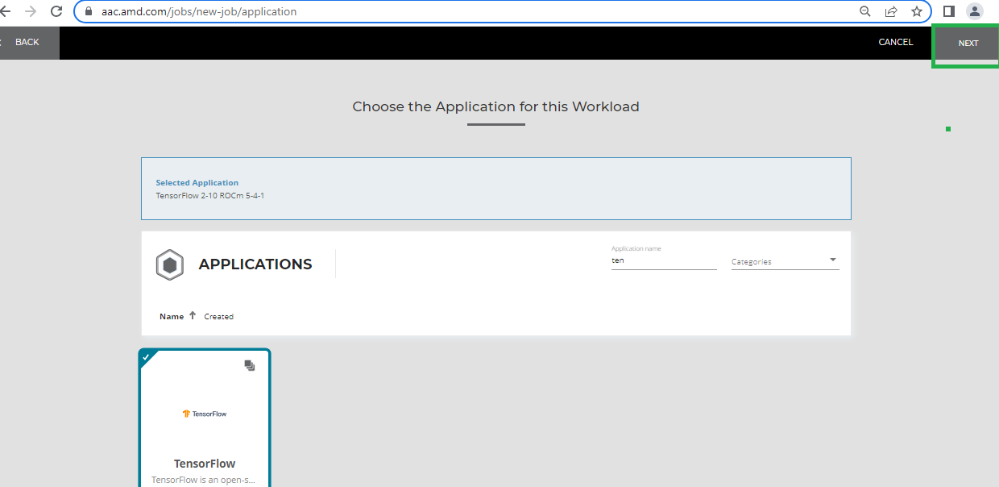 aac.amd.com/jobs/new-job/application
BACK
CANCEL
NEXT
Choose the Application for this Workload
Selected Application
TensorFlow 2-10 ROCm 5-4-1
APPLICATIONS
Application name
ten
Categories
Name
Created
TensorFlow
TensorFlow
TensorFlow is an open-s...